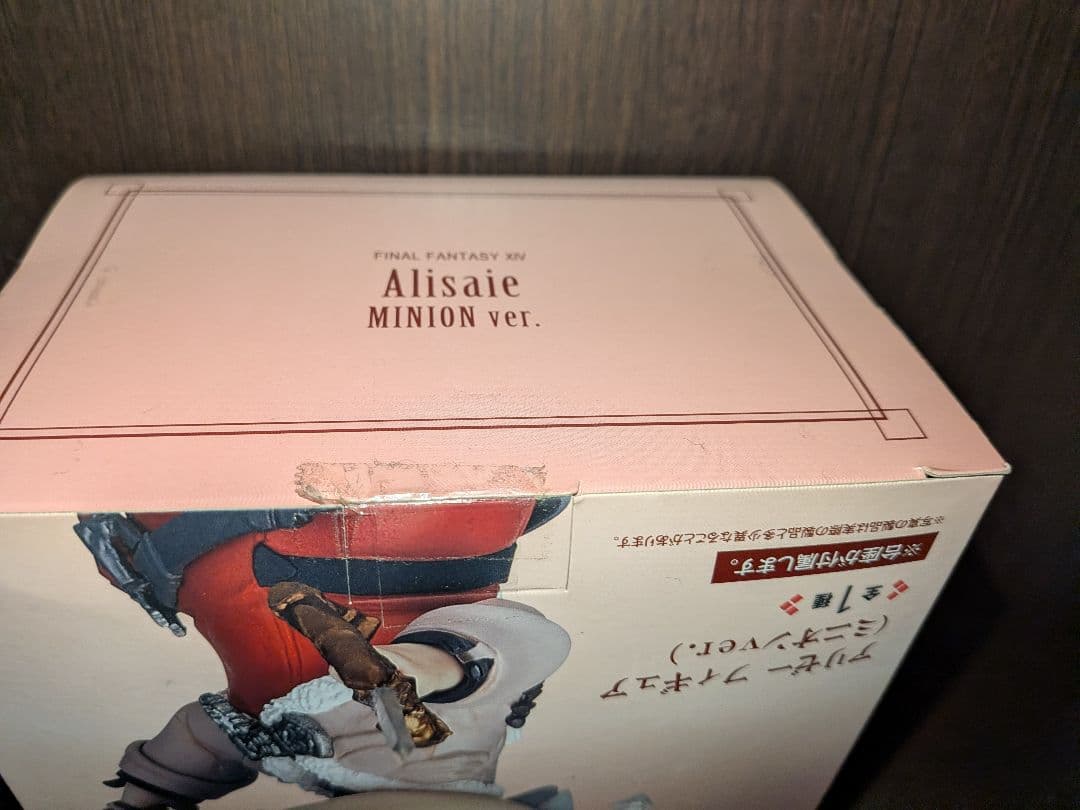 FINAL FANTASY XIV
Alisaie
MINION ver.
アリゼー フィギュア
（ミニオンver.）
全1種
※台座が付属します。
※写真の製品は実際の製品と多少異なることがあります。